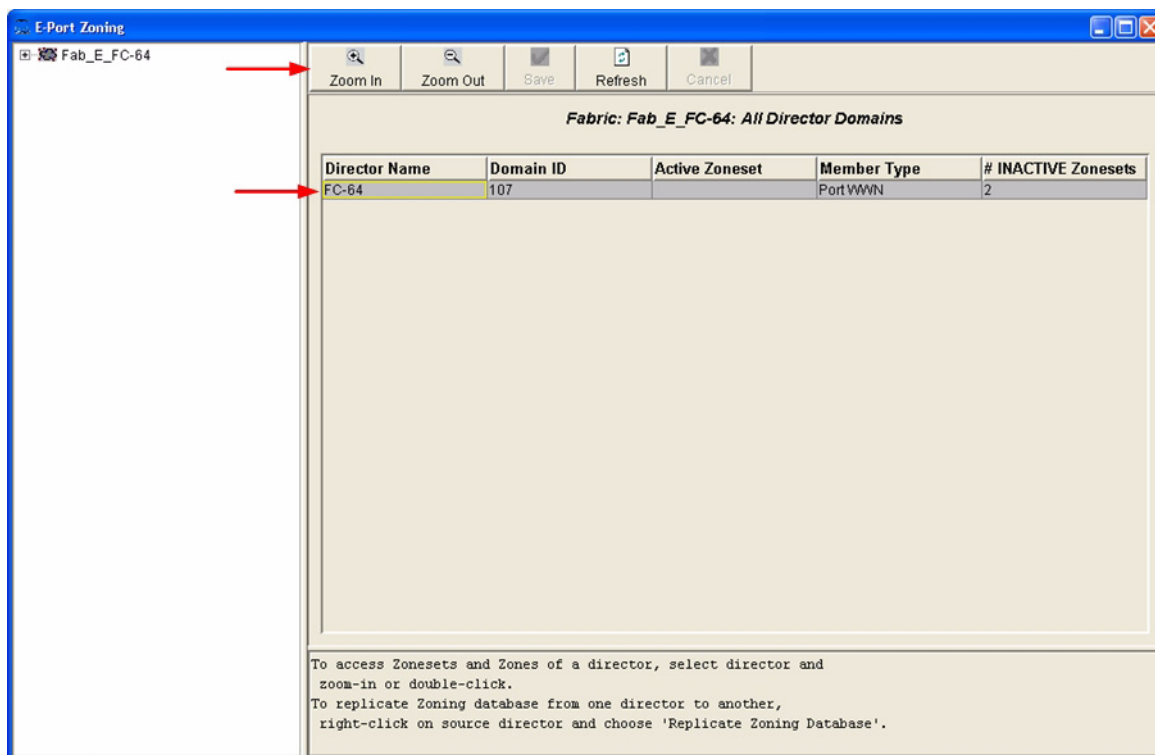 E-Port Zoning
Fab_E_FC-64
Zoom In Zoom Out Save Refresh Cancel
Fabric: Fab_E_FC-64: All Director Domains
Director Name Domain ID Active Zoneset Member Type # INACTIVE Zonesets
FC-64 107 Port WWN 2
To access Zonesets and Zones of a director, select director and
zoom-in or double-click.
To replicate Zoning database from one director to another,
right-click on source director and choose 'Replicate Zoning Database'.